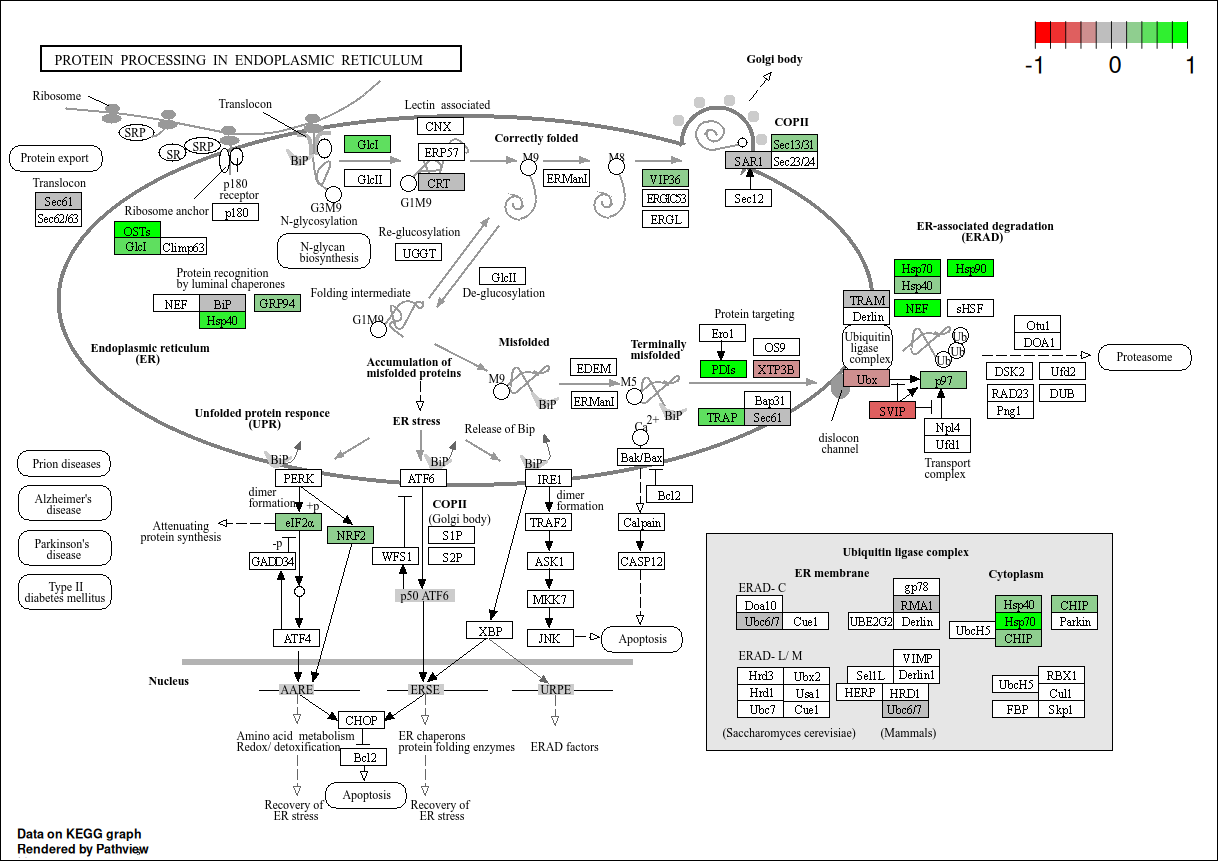 PROTEIN PROCESSING IN ENDOPLASMIC RETICULUM
-1
0
1
Golgi body
Ribosome
Translocon
Lectin associated
COPII
SRP
SR
SRP
CNX
Correctly folded
GlcI
ERP57
M9
M8
Sec13/31
SAR1
Sec23/24
Protein export
BiP
GlcII
CRT
ERManI
VIP36
Translocon
Sec61
Sec62/63
p180
receptor
G1M9
ERGIC53
Sec12
Ribosome anchor
p180
G3M9
N-glycosylation
ERGL
OSTs
GlcI
Climp63
N-glycan
biosynthesis
Re-glucosylation
UGGT
ER-associated degradation
(ERAD)
Protein recognition
by luminal chaperones
NEF
BiP
GRP94
Hsp40
GlcII
De-glucosylation
Folding intermediate
G1M9
Hsp70
Hsp90
Hsp40
NEF
sHSF
TRAM
Derlin
Protein targeting
Ero1
OS9
Otu1
DOA1
Ubiquitin
ligase
complex
Ub
Ub
Ub
Proteasome
Endoplasmic reticulum
(ER)
Accumulation of
misfolded proteins
Misfolded
Terminally
misfolded
EDEM
PDIs
XTP3B
DSK2
Ufd2
M9
M5
ERManI
Ubx
p97
RAD23
DUB
BiP
BiP
Bap31
SVIP
Png1
Unfolded protein responce
(UPR)
ER stress
Release of Bip
Ca2+
TRAP
Sec61
dislocon
channel
Npl4
Ufd1
Transport
complex
Prion diseases
BiP
BiP
BiP
Bak/Bax
PERK
ATF6
IRE1
Bcl2
Alzheimer's
disease
dimer
formation
+p
COPII
(Golgi body)
dimer
formation
Attenuating
protein synthesis
eIF2α
NRF2
S1P
TRAF2
Calpain
Parkinson's
disease
-p
GADD34
WFS1
S2P
ASK1
CASP12
Type II
diabetes mellitus
p50 ATF6
MKK7
ATF4
XBP
JNK
Apoptosis
Nucleus
AARE
ERSE
URPE
CHOP
Amino acid metabolism
Redox/ detoxification
ER chaperons
protein folding enzymes
ERAD factors
Bcl2
Apoptosis
Recovery of
ER stress
Recovery of
ER stress
Ubiquitin ligase complex
ER membrane
Cytoplasm
ERAD- C
gp78
Doa10
RMA1
Hsp40
CHIP
Ubc6/7
Cue1
UBE2G2
Derlin
UbcH5
Hsp70
Parkin
CHIP
ERAD- L/ M
VIMP
Hrd3
Ubx2
Sel1L
Derlin1
RBX1
Hrd1
Usa1
HERP
HRD1
UbcH5
Cul1
Ubc7
Cue1
Ubc6/7
FBP
Skp1
(Saccharomyces cerevisiae)
(Mammals)
Data on KEGG graph
Rendered by Pathview